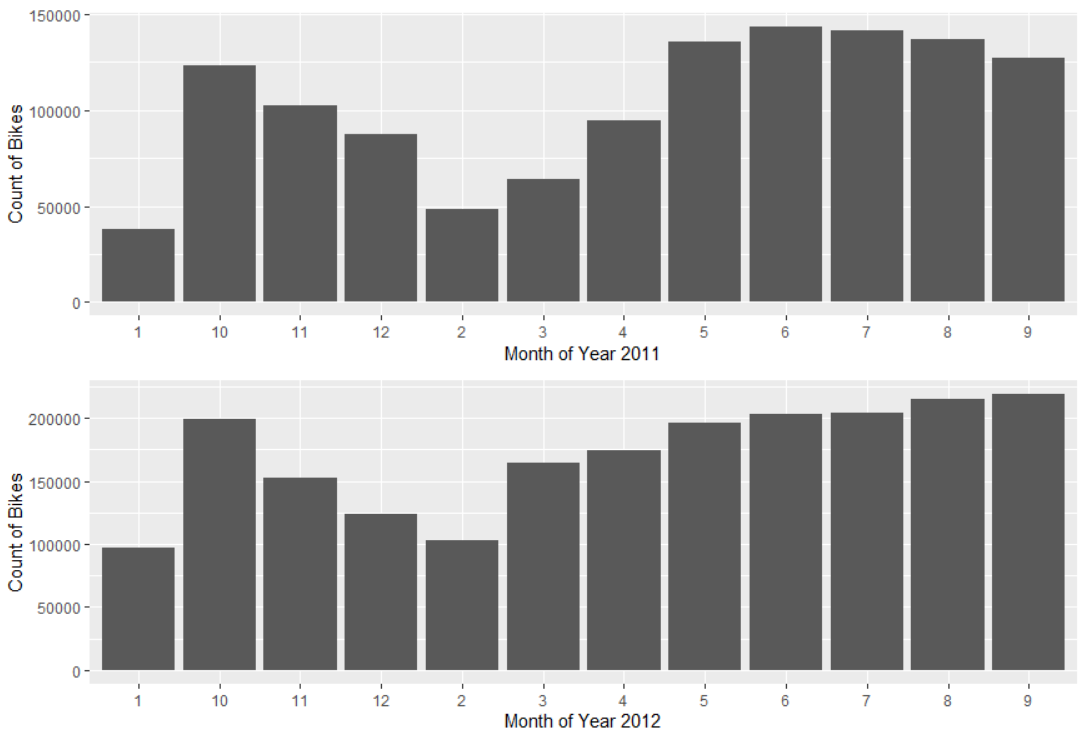 150000
100000
50000
0
Count of Bikes
1 10 11 12 2 3 4 5 6 7 8 9
Month of Year 2011
200000
150000
100000
50000
0
Count of Bikes
1 10 11 12 2 3 4 5 6 7 8 9
Month of Year 2012